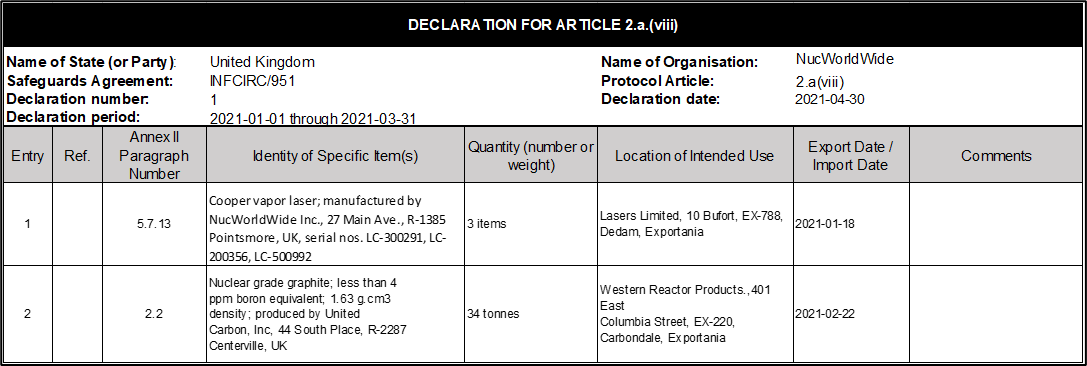 DECLARATION FOR ARTICLE 2.a.(viii)
Name of State (or Party): United Kingdom Name of Organisation: NucWorldWide
Safeguards Agreement: INFCIRC/951 Protocol Article: 2.a(viii)
Declaration number: 1 Declaration date: 2021-04-30
Declaration period: 2021-01-01 through 2021-03-31
Entry
Ref.
Annex II
Paragraph
Number
Identity of Specific Item(s)
Quantity (number or
weight)
Location of Intended Use
Export Date /
Import Date
Comments
1
5.7.13
Cooper vapor laser; manufactured by
NucWorldWide Inc., 27 Main Ave., R-1385
Pointsmore, UK, serial nos. LC-300291, LC-
200356, LC-500992
3 items
Lasers Limited, 10 Bufort, EX-788,
Dedam, Exportania
2021-01-18
2
2.2
Nuclear grade graphite; less than 4
ppm boron equivalent; 1.63 g.cm3
density; produced by United
Carbon, Inc, 44 South Place, R-2287
Centerville, UK
34 tonnes
Western Reactor Products.,401
East
Columbia Street, EX-220,
Carbondale, Exportania
2021-02-22